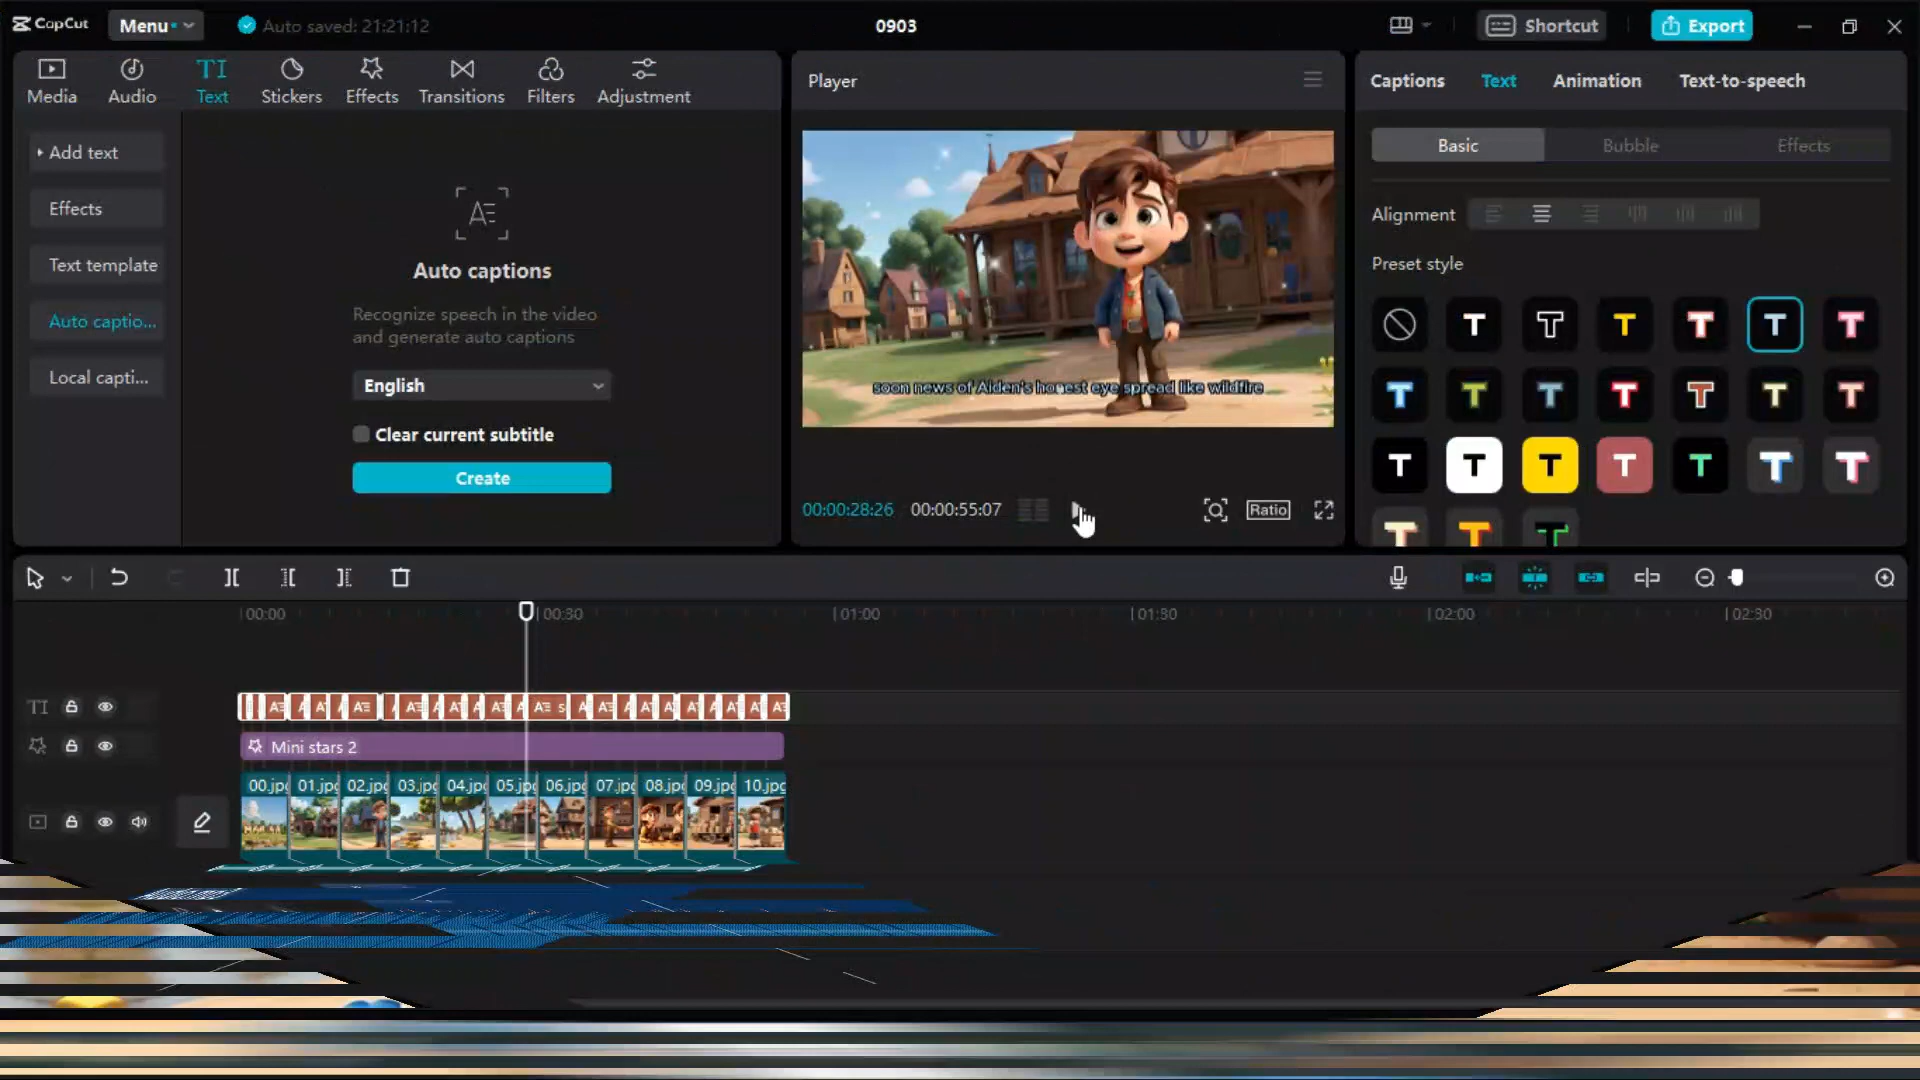 CapCut
Menu
Auto saved: 21:21:12
0903
Shortcut
Export
Media
Audio
Text
Stickers
Effects
Transitions
Filters
Adjustment
Add text
Effects
Text template
Auto captio...
Local capti...
Auto captions
Recognize speech in the video
and generate auto captions
English
Clear current subtitle
Create
Player
soon news of Aiden's honest eye spread like wildfire
00:00:28:26
00:00:55:07
Ratio
Captions
Text
Animation
Text-to-speech
Basic
Bubble
Effects
Alignment
Preset style
00:00
00:30
01:00
01:30
02:00
02:30
Mini stars 2
00.jpg
01.jpg
02.jpg
03.jpg
04.jpg
05.jpg
06.jpg
07.jpg
08.jpg
09.jpg
10.jpg